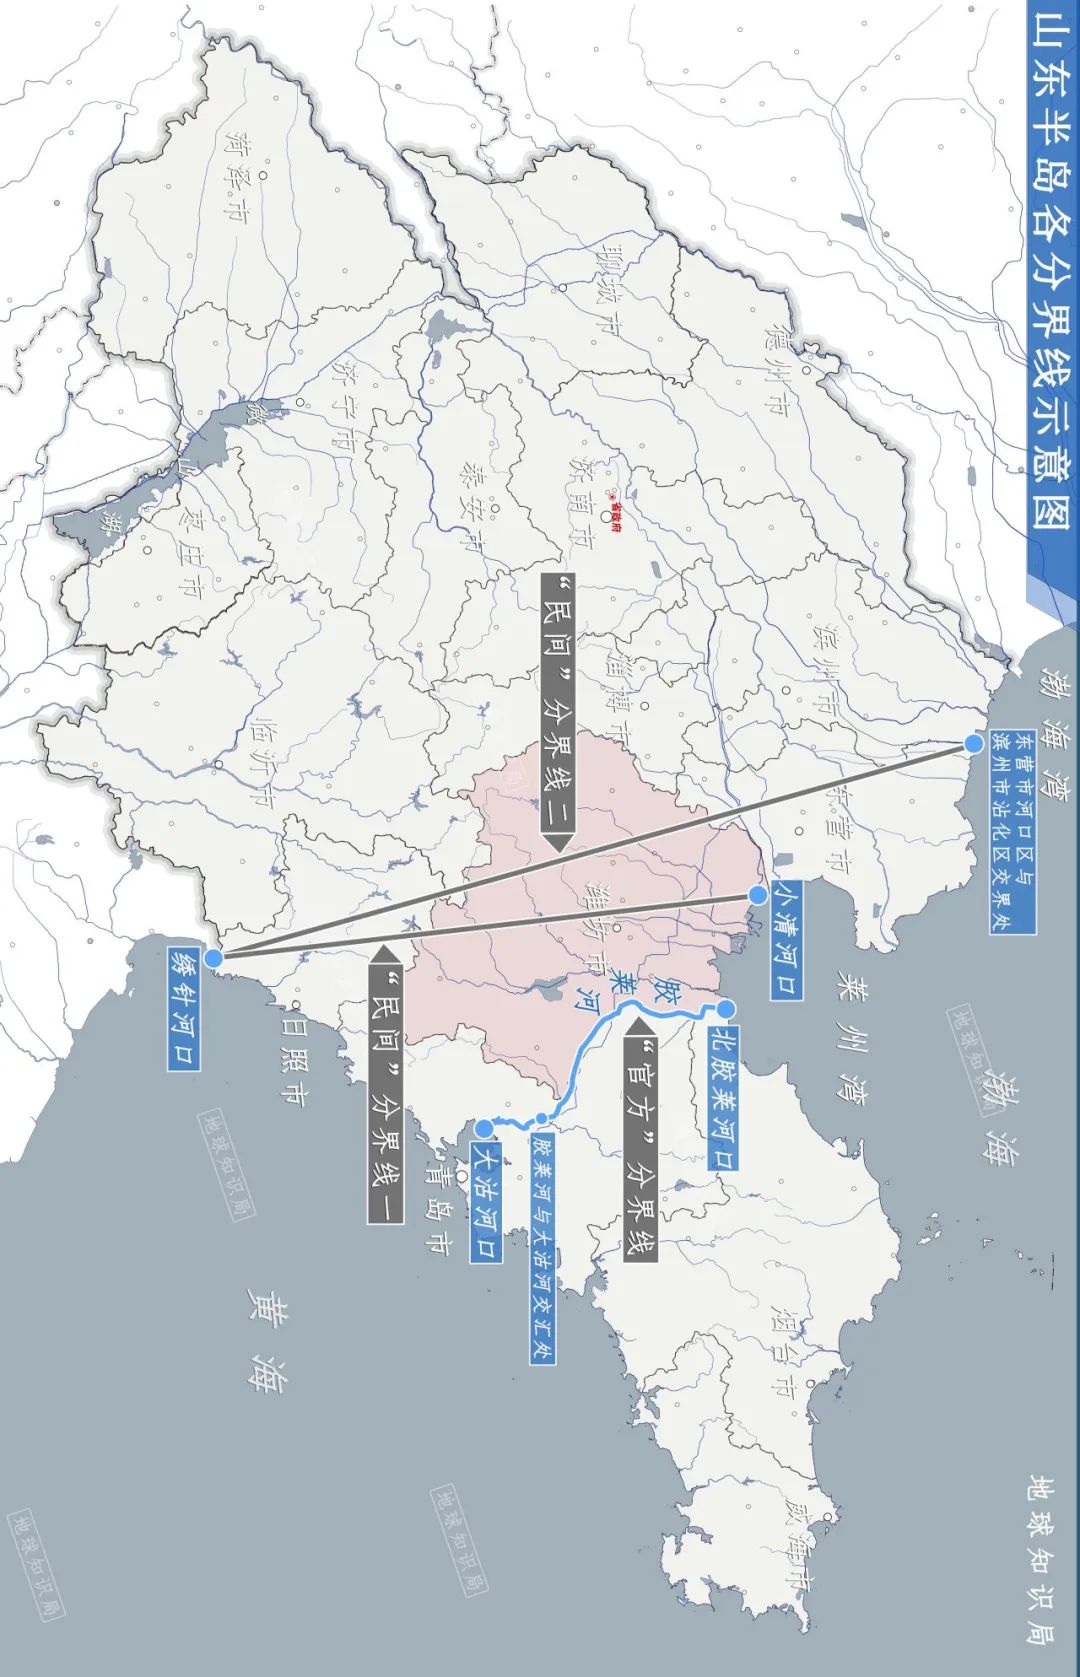 山东半岛各分界线示意图
渤海湾
地球知识局
东营市河口区与
滨州市沾化区交界处
渤海
地球知识局
莱州湾
滨州市
东营市
德州市
小清河口
烟台市
威海市
北胶莱河口
胶莱河
“官方”分界线
聊城市
省政府
济南市
淄博市
潍坊市
“民间”分界线二
胶莱河与大沽河交汇处
泰安市
大沽河口
地球知识局
青岛市
“民间”分界线一
济宁市
日照市
临沂市
黄海
菏泽市
微山湖
枣庄市
地球知识局
绣针河口
地球知识局